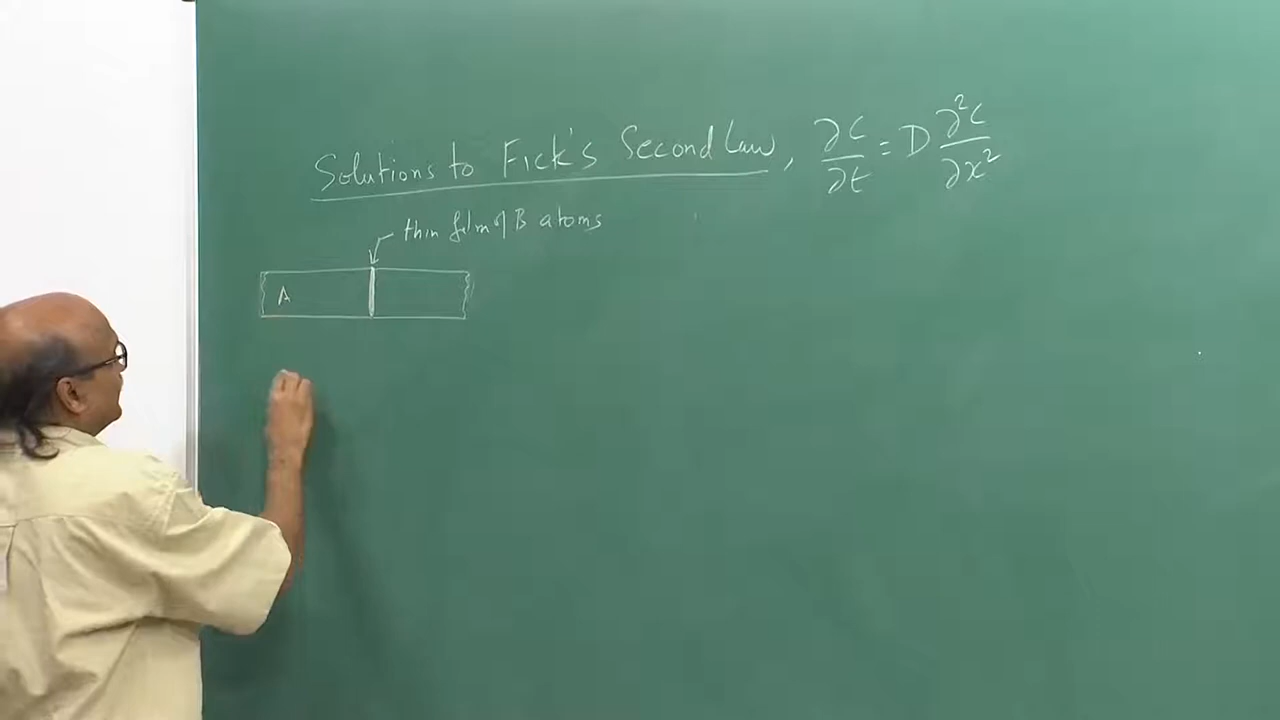 Solutions to Fick's Second Law, ∂C/∂t = D ∂²C/∂x²
thin film of B atoms
A